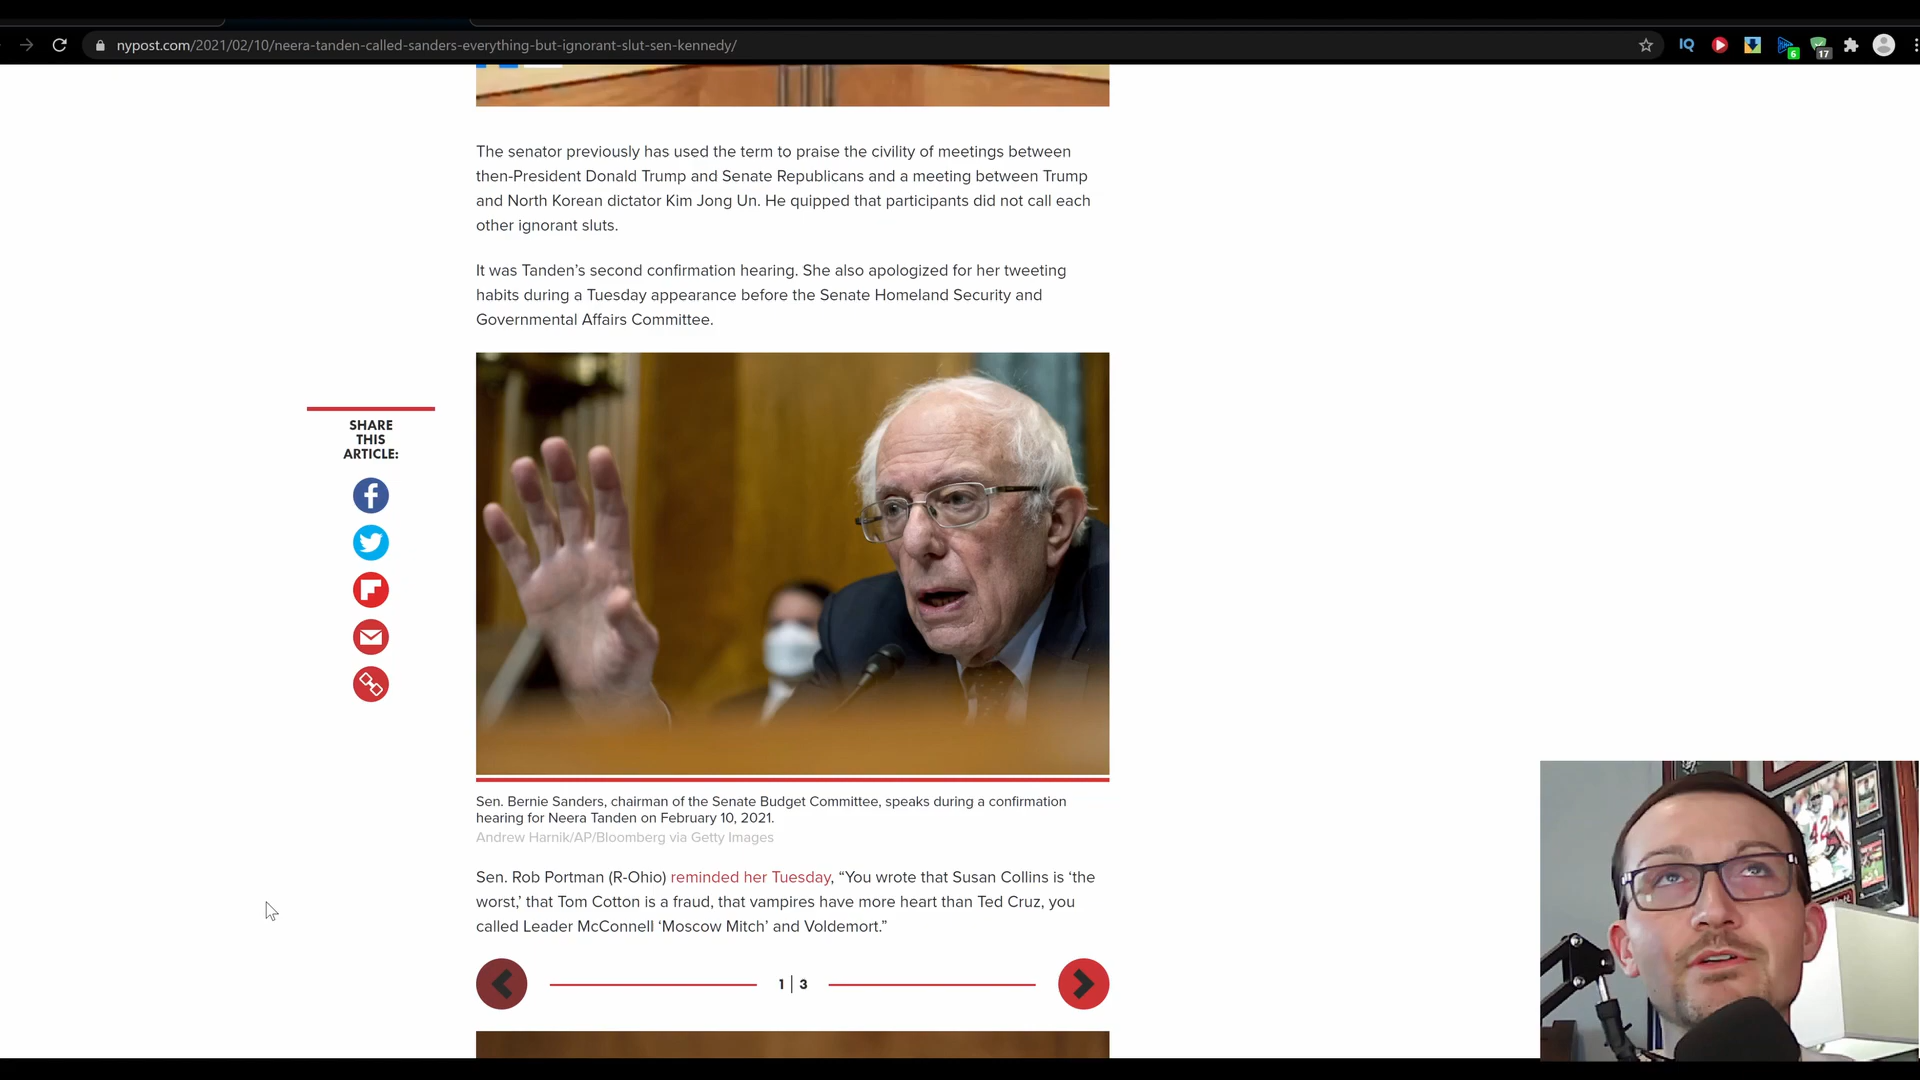 nypost.com/2021/02/10/neera-tanden-called-sanders-everything-but-ignorant-slut-sen-kennedy/
IQ
6
17
The senator previously has used the term to praise the civility of meetings between
then-President Donald Trump and Senate Republicans and a meeting between Trump
and North Korean dictator Kim Jong Un. He quipped that participants did not call each
other ignorant sluts.
It was Tanden’s second confirmation hearing. She also apologized for her tweeting
habits during a Tuesday appearance before the Senate Homeland Security and
Governmental Affairs Committee.
SHARE
THIS
ARTICLE:
Sen. Bernie Sanders, chairman of the Senate Budget Committee, speaks during a confirmation
hearing for Neera Tanden on February 10, 2021.
Andrew Harnik/AP/Bloomberg via Getty Images
Sen. Rob Portman (R-Ohio) reminded her Tuesday, “You wrote that Susan Collins is ‘the
worst,’ that Tom Cotton is a fraud, that vampires have more heart than Ted Cruz, you
called Leader McConnell ‘Moscow Mitch’ and Voldemort.”
1 | 3
42